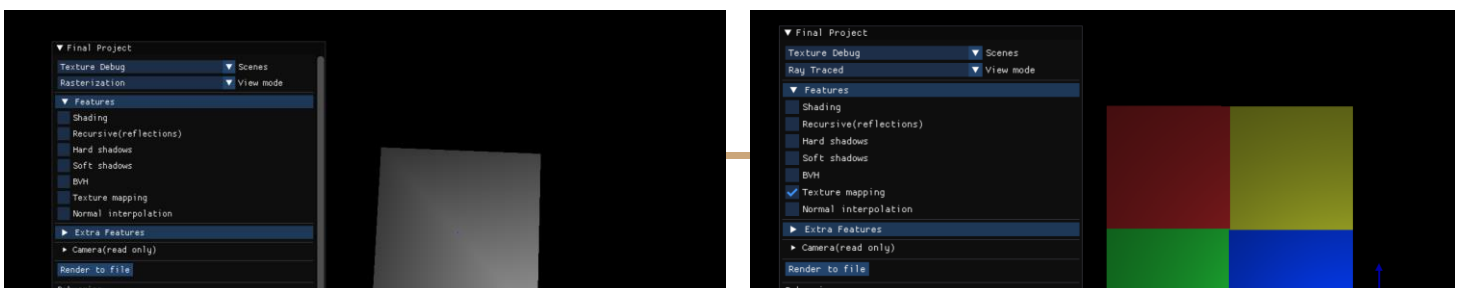 Final Project
Texture Debug Scenes
Rasterization View mode
Features
Shading
Recursive(reflections)
Hard shadows
Soft shadows
BVH
Texture mapping
Normal interpolation
Extra Features
Camera(read only)
Render to file
Final Project
Texture Debug Scenes
Ray Traced View mode
Features
Shading
Recursive(reflections)
Hard shadows
Soft shadows
BVH
Texture mapping
Normal interpolation
Extra Features
Camera(read only)
Render to file